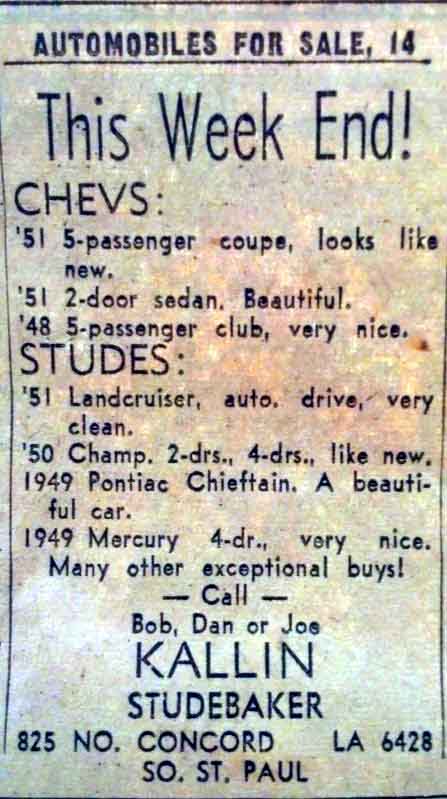 AUTOMOBILES FOR SALE, 14
This Week End!
CHEVS:
'51 5-passenger coupe, looks like
new.
'51 2-door sedan. Beautiful.
'48 5-passenger club, very nice.
STUDES:
'51 Landcruiser, auto. drive, very
clean.
'50 Champ. 2-drs., 4-drs., like new.
1949 Pontiac Chieftain. A beauti-
ful car.
1949 Mercury 4-dr., very nice.
Many other exceptional buys!
— Call —
Bob, Dan or Joe
KALLIN
STUDEBAKER
825 NO. CONCORD LA 6428
SO. ST. PAUL